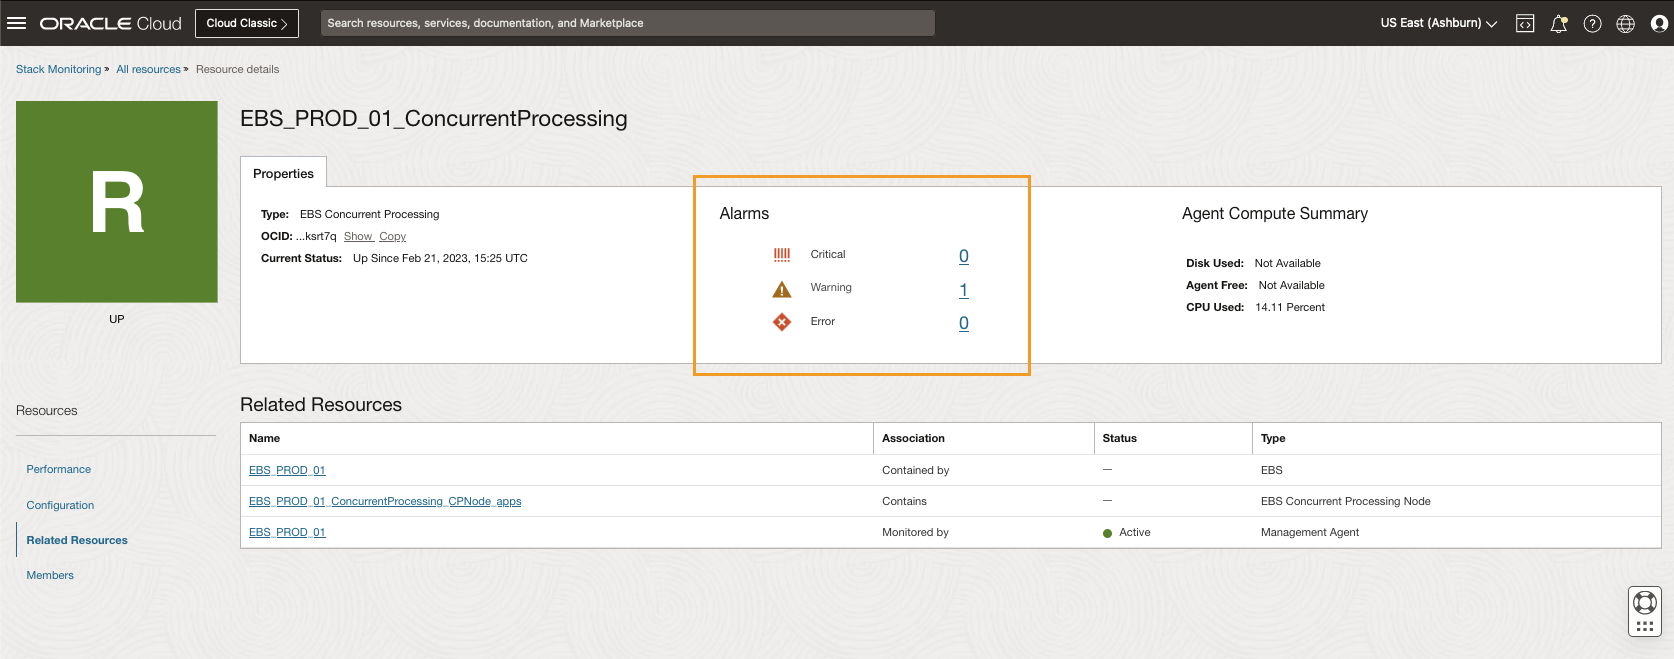 ORACLE Cloud
Cloud Classic
Search resources, services, documentation, and Marketplace
US East (Ashburn)
Stack Monitoring » All resources » Resource details
R
UP
EBS_PROD_01_ConcurrentProcessing
Properties
Type: EBS Concurrent Processing
OCID: ...ksrt7q Show Copy
Current Status: Up Since Feb 21, 2023, 15:25 UTC
Alarms
Critical 0
Warning 1
Error 0
Agent Compute Summary
Disk Used: Not Available
Agent Free: Not Available
CPU Used: 14.11 Percent
Resources
Performance
Configuration
Related Resources
Members
Related Resources
Name Association Status Type
EBS_PROD_01 Contained by — EBS
EBS_PROD_01_ConcurrentProcessing_CPNode_apps Contains — EBS Concurrent Processing Node
EBS_PROD_01 Monitored by Active Management Agent